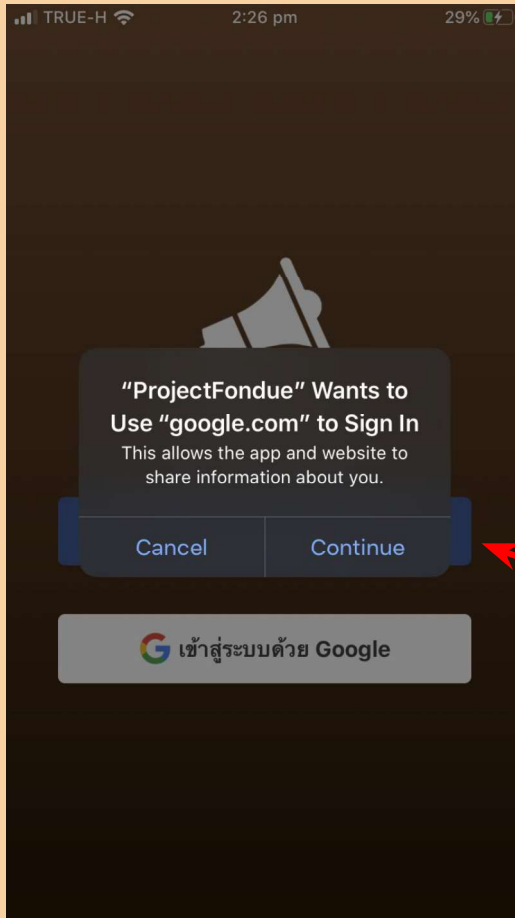 TRUE-H 2:26 pm 29%
“ProjectFondue” Wants to
Use “google.com” to Sign In
This allows the app and website to
share information about you.
Cancel Continue
เข้าสู่ระบบด้วย Google